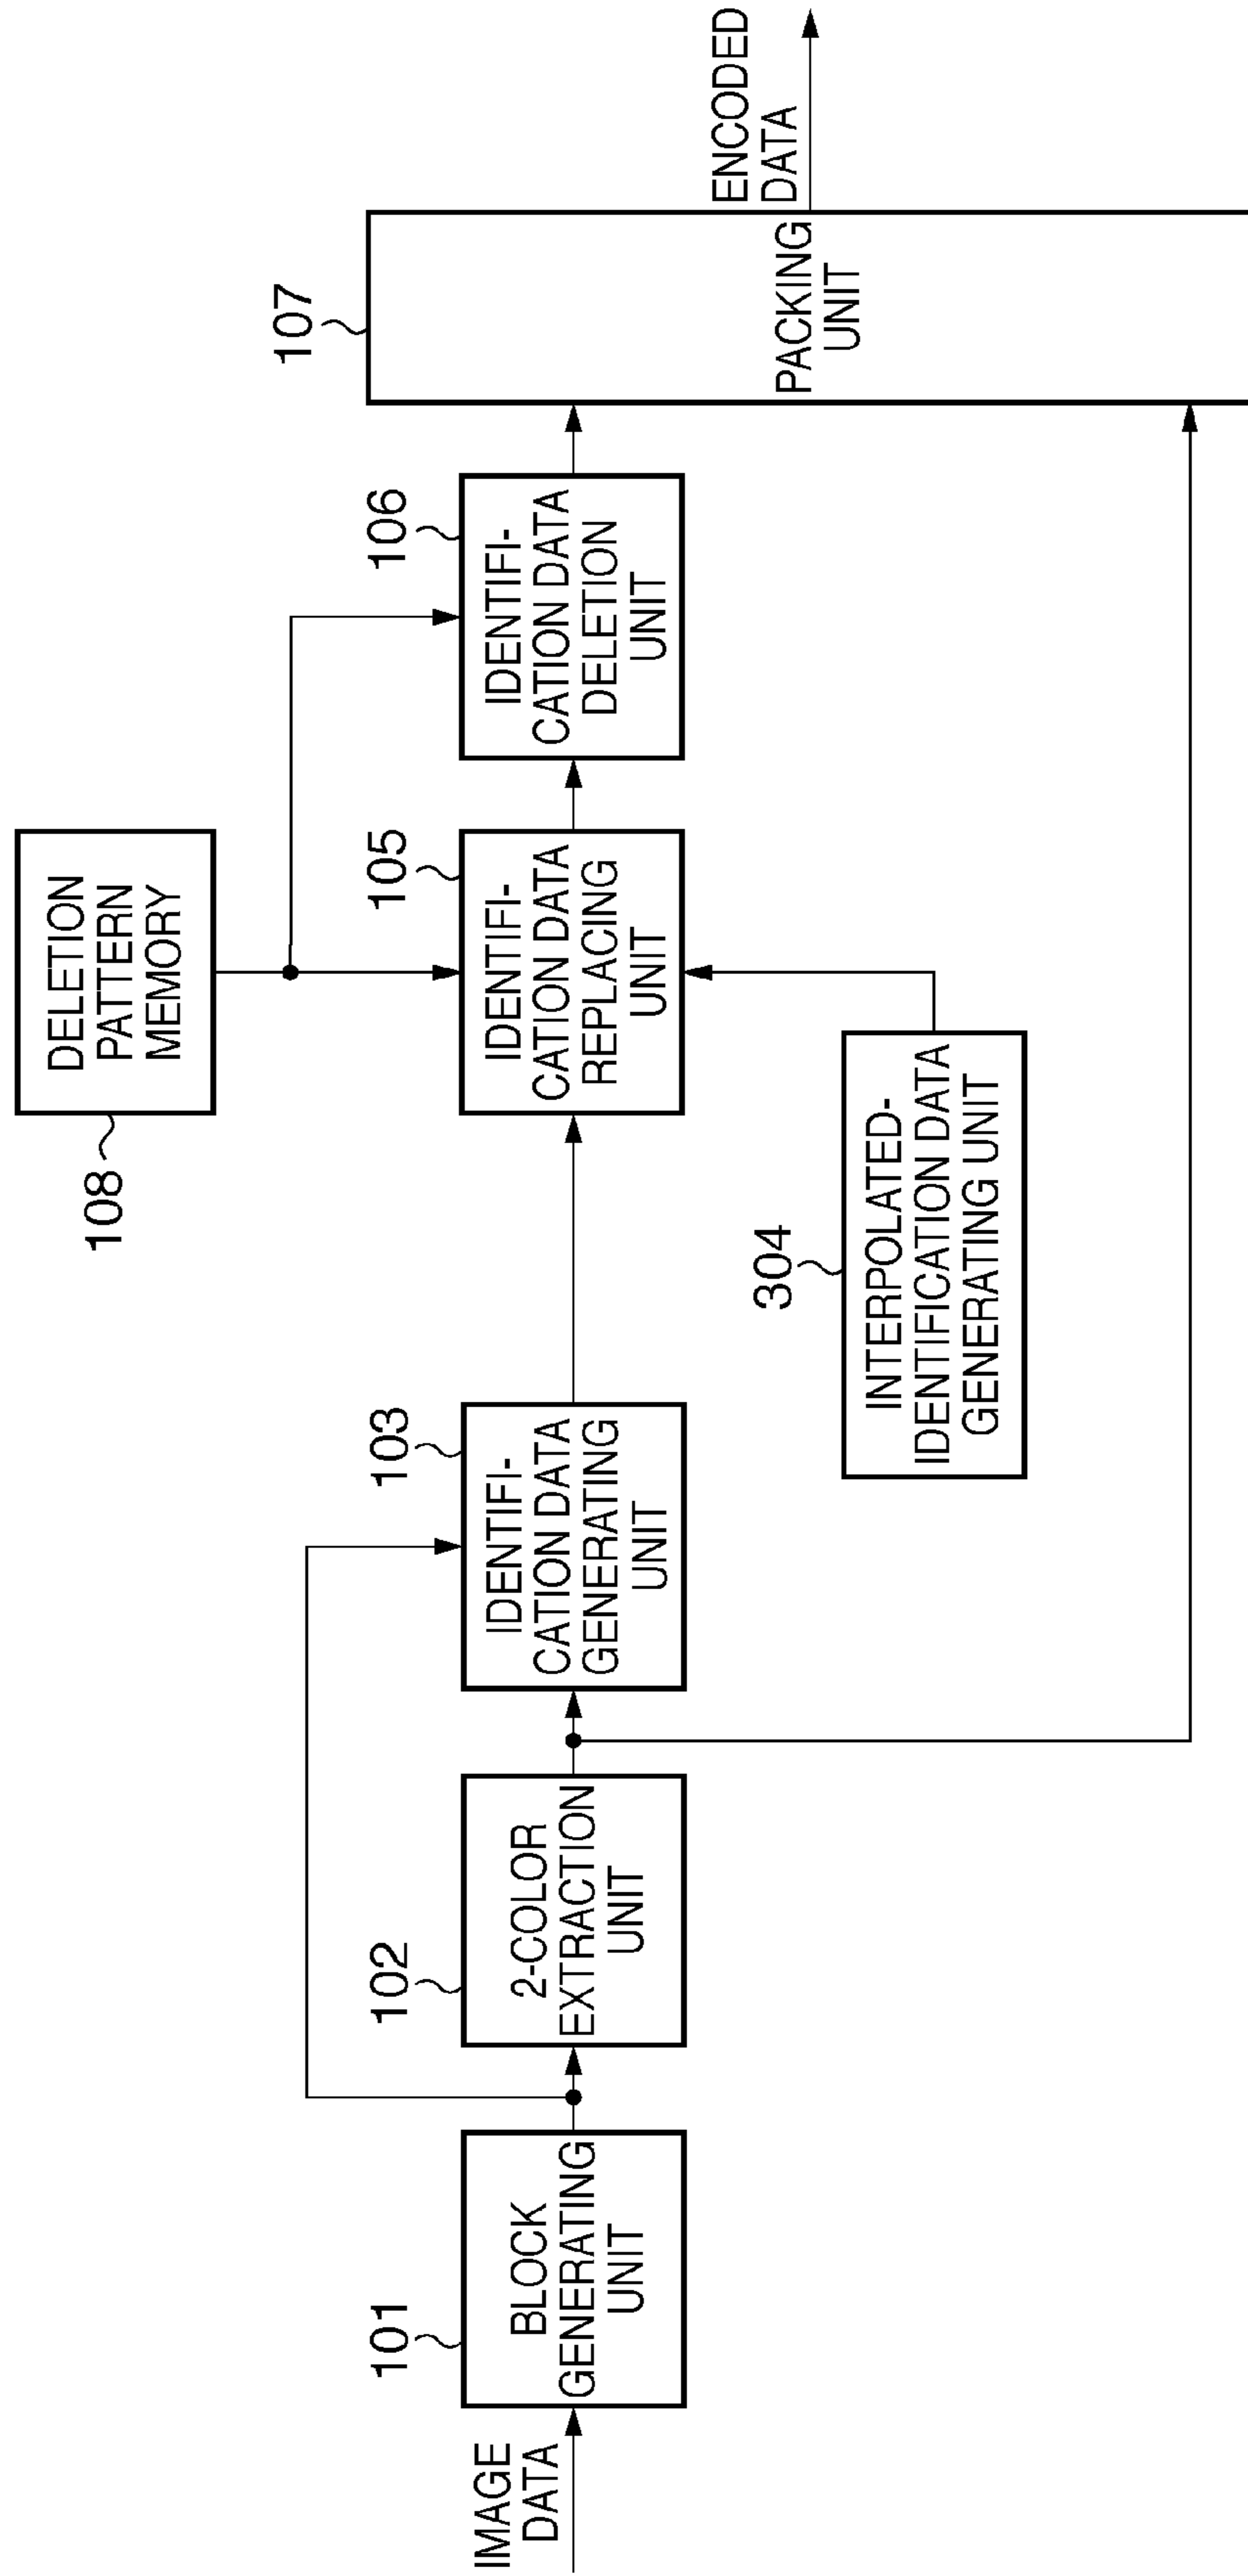 IMAGE
DATA
101
BLOCK
GENERATING
UNIT
102
2-COLOR
EXTRACTION
UNIT
103
IDENTIFI-
CATION DATA
GENERATING
UNIT
108
DELETION
PATTERN
MEMORY
304
INTERPOLATED-
IDENTIFICATION DATA
GENERATING UNIT
105
IDENTIFI-
CATION DATA
REPLACING
UNIT
106
IDENTIFI-
CATION DATA
DELETION
UNIT
107
PACKING
UNIT
ENCODED
DATA